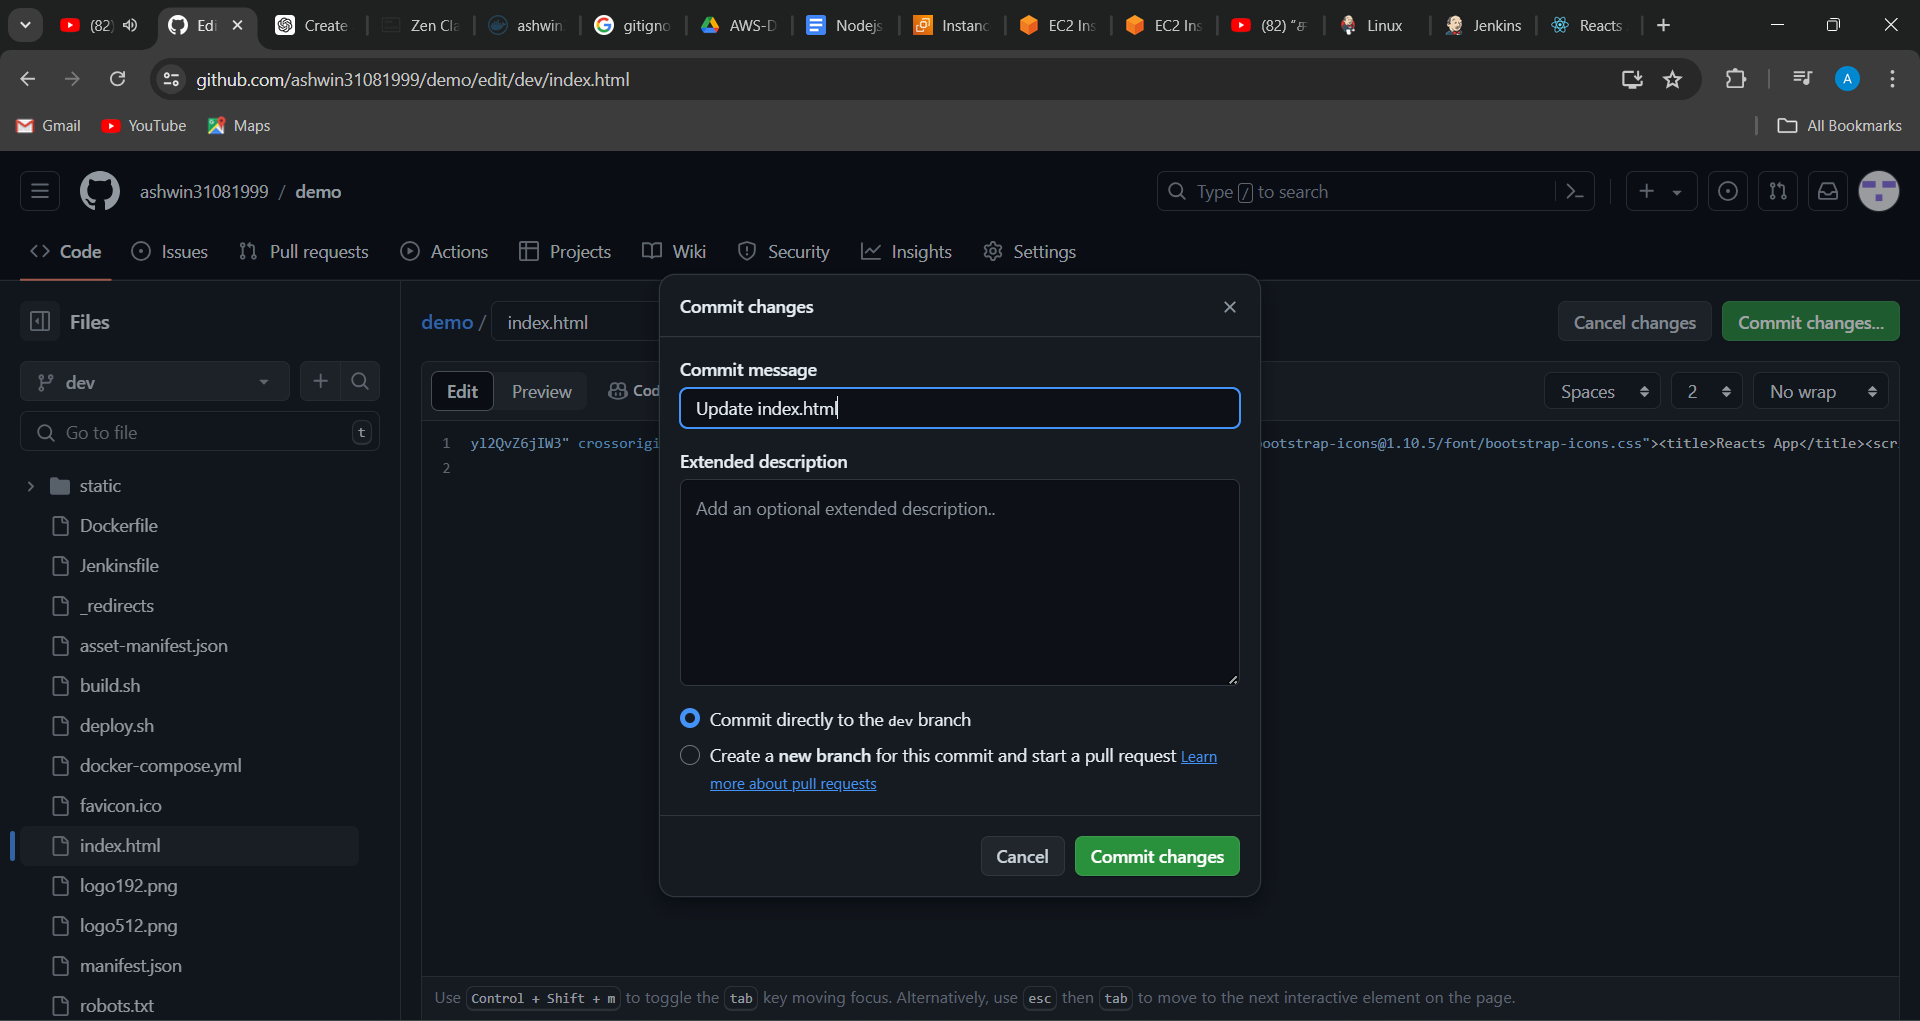 (82)
Edi
Create
Zen Cla
ashwin
gitigno
AWS-D
Nodejs
Instanc
EC2 Ins
EC2 Ins
(82) “
Linux
Jenkins
Reacts
github.com/ashwin31081999/demo/edit/dev/index.html
A
Gmail
YouTube
Maps
All Bookmarks
ashwin31081999 / demo
Type / to search
Code
Issues
Pull requests
Actions
Projects
Wiki
Security
Insights
Settings
Files
dev
Go to file
t
static
Dockerfile
Jenkinsfile
_redirects
asset-manifest.json
build.sh
deploy.sh
docker-compose.yml
favicon.ico
index.html
logo192.png
logo512.png
manifest.json
robots.txt
demo / index.html
Cancel changes
Commit changes...
Edit
Preview
Cod
Spaces
2
No wrap
1 yl2QvZ6jIW3" crossorigi
ootstrap-icons@1.10.5/font/bootstrap-icons.css"><title>Reacts App</title><scr
2
Commit changes
Commit message
Update index.html
Extended description
Add an optional extended description..
Commit directly to the dev branch
Create a new branch for this commit and start a pull request Learn
more about pull requests
Cancel
Commit changes
Use Control + Shift + m to toggle the tab key moving focus. Alternatively, use esc then tab to move to the next interactive element on the page.